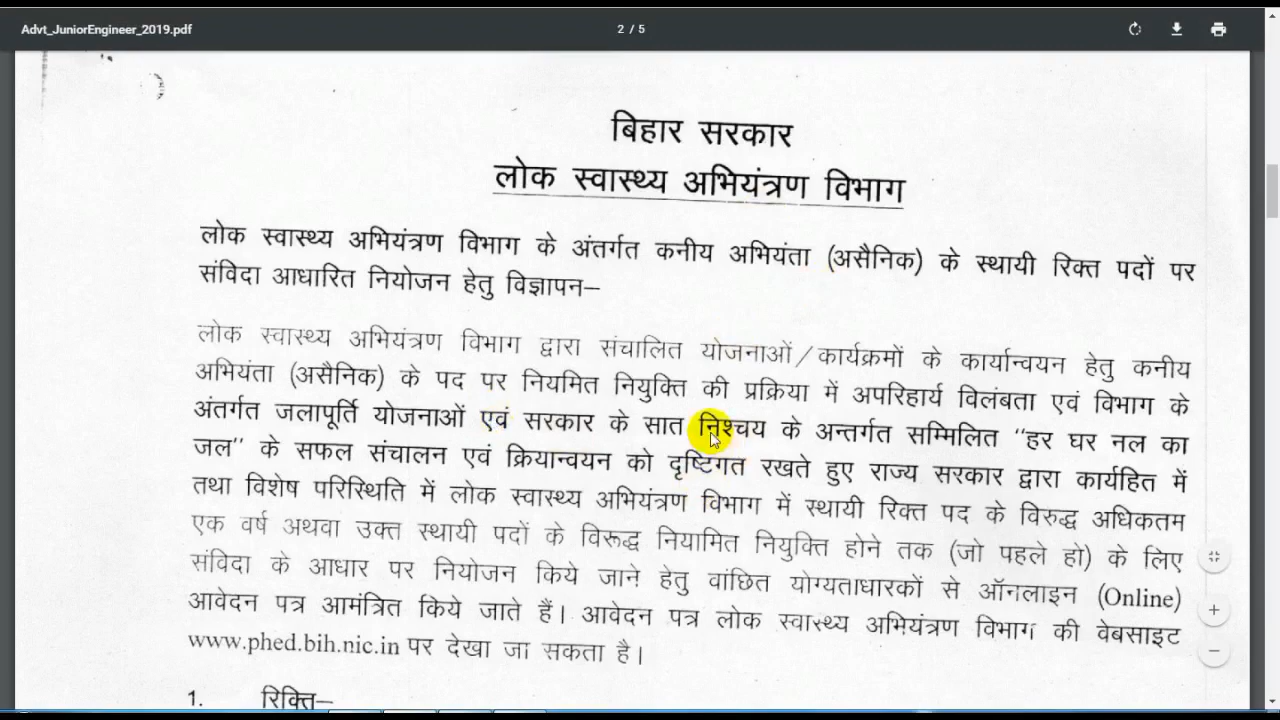 Advt_JuniorEngineer_2019.pdf
2 / 5
बिहार सरकार
लोक स्वास्थ्य अभियंत्रण विभाग
लोक स्वास्थ्य अभियंत्रण विभाग के अंतर्गत कनीय अभियंता (असैनिक) के स्थायी रिक्त पदों पर
संविदा आधारित नियोजन हेतु विज्ञापन–
लोक स्वास्थ्य अभियंत्रण विभाग द्वारा संचालित योजनाओं/कार्यक्रमों के कार्यान्वयन हेतु कनीय
अभियंता (असैनिक) के पद पर नियमित नियुक्ति की प्रक्रिया में अपरिहार्य विलंबता एवं विभाग के
अंतर्गत जलापूर्ति योजनाओं एवं सरकार के सात निश्चय के अन्तर्गत सम्मिलित "हर घर नल का
जल" के सफल संचालन एवं क्रियान्वयन को दृष्टिगत रखते हुए राज्य सरकार द्वारा कार्यहित में
तथा विशेष परिस्थिति में लोक स्वास्थ्य अभियंत्रण विभाग में स्थायी रिक्त पद के विरुद्ध अधिकतम
एक वर्ष अथवा उक्त स्थायी पदों के विरूद्ध नियामित नियुक्ति होने तक (जो पहले हो) के लिए
संविदा के आधार पर नियोजन किये जाने हेतु वांछित योग्यताधारकों से ऑनलाइन (Online)
आवेदन पत्र आमंत्रित किये जाते हैं। आवेदन पत्र लोक स्वास्थ्य अभियंत्रण विभाग की वेबसाइट
www.phed.bih.nic.in पर देखा जा सकता है।
1. रिक्ति–